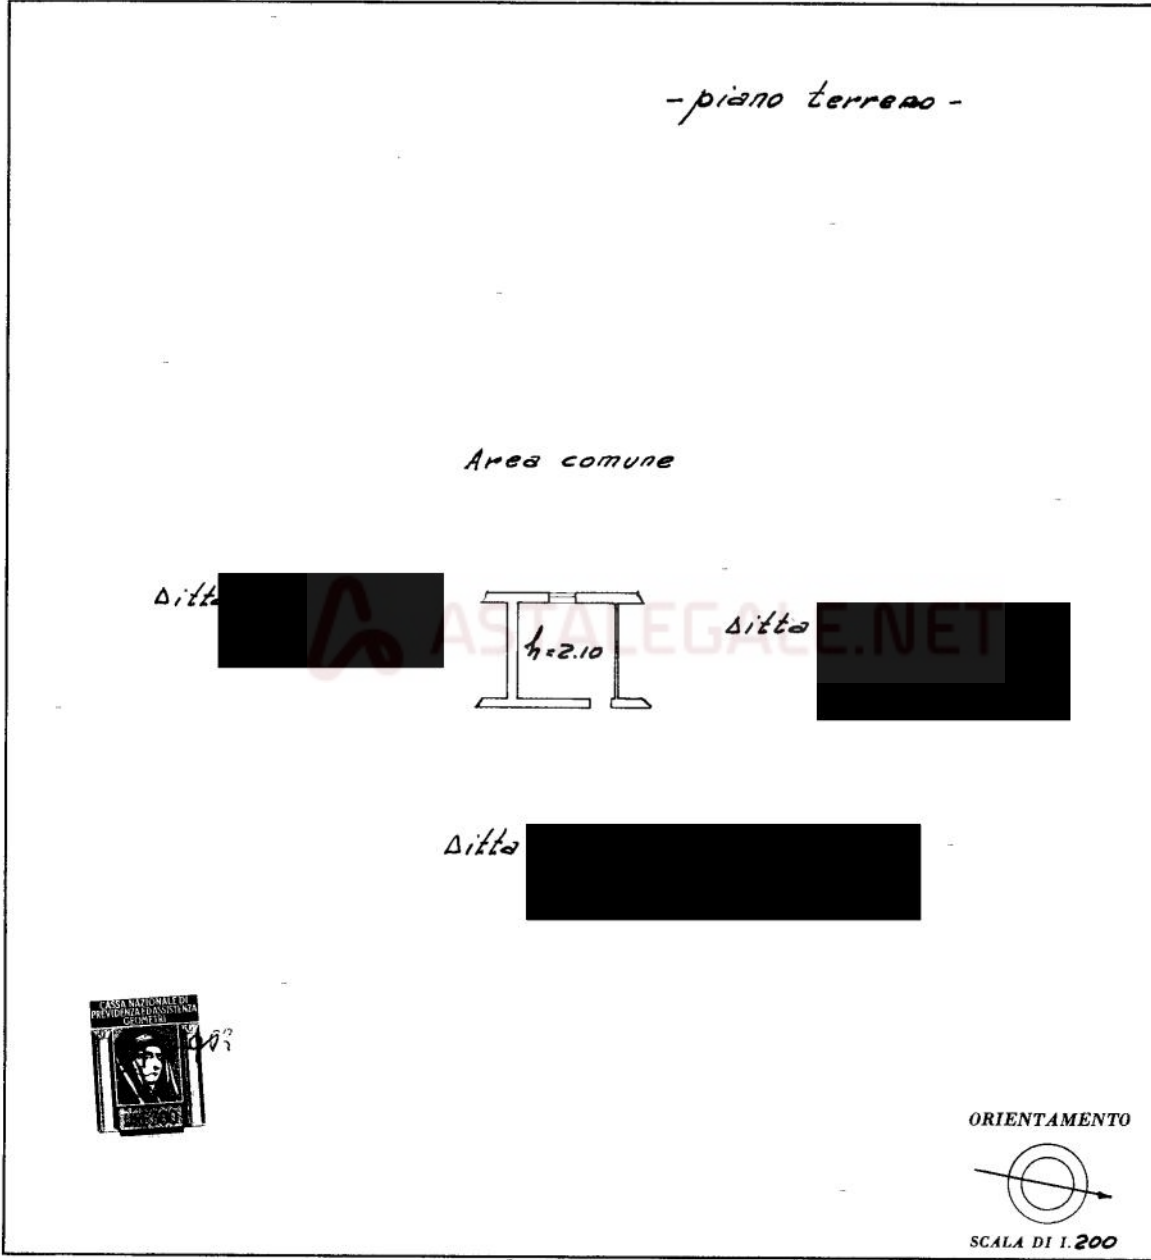 - piano terreno -
Area comune
Ditta
Ditta
h=2.10
ASTALEGALE.NET
Ditta
CASSA NAZIONALE DI
PREVIDENZA ED ASSISTENZA
GEOMETRI
ORIENTAMENTO
SCALA DI 1.200